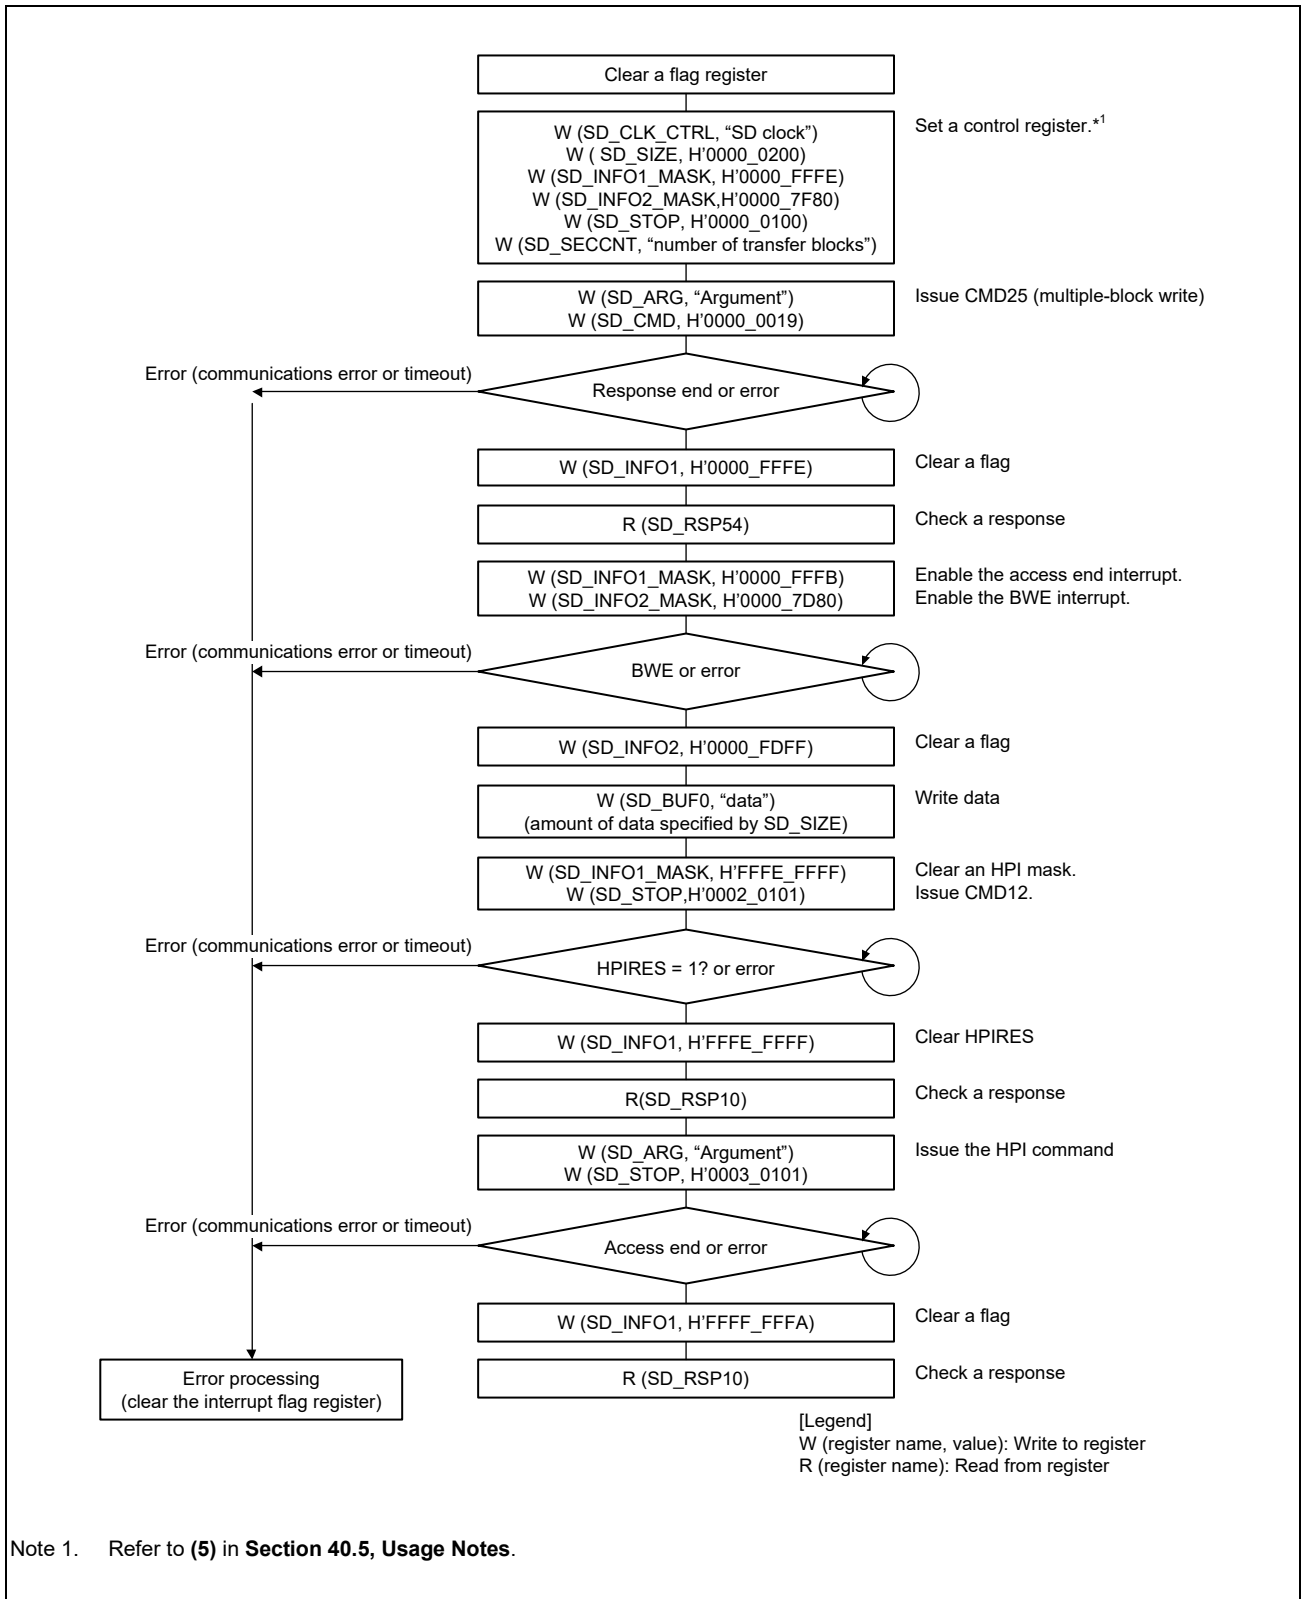 Clear a flag register
W (SD_CLK_CTRL, “SD clock”)
W ( SD_SIZE, H’0000_0200)
W (SD_INFO1_MASK, H’0000_FFFE)
W (SD_INFO2_MASK,H’0000_7F80)
W (SD_STOP, H’0000_0100)
W (SD_SECCNT, “number of transfer blocks”)
Set a control register.*1
W (SD_ARG, “Argument”)
W (SD_CMD, H’0000_0019)
Issue CMD25 (multiple-block write)
Error (communications error or timeout)
Response end or error
W (SD_INFO1, H’0000_FFFE)
Clear a flag
R (SD_RSP54)
Check a response
W (SD_INFO1_MASK, H’0000_FFFB)
W (SD_INFO2_MASK, H’0000_7D80)
Enable the access end interrupt.
Enable the BWE interrupt.
Error (communications error or timeout)
BWE or error
W (SD_INFO2, H’0000_FDFF)
Clear a flag
W (SD_BUF0, “data”)
(amount of data specified by SD_SIZE)
Write data
W (SD_INFO1_MASK, H’FFFE_FFFF)
W (SD_STOP,H’0002_0101)
Clear an HPI mask.
Issue CMD12.
Error (communications error or timeout)
HPIRES = 1? or error
W (SD_INFO1, H’FFFE_FFFF)
Clear HPIRES
R(SD_RSP10)
Check a response
W (SD_ARG, “Argument”)
W (SD_STOP, H’0003_0101)
Issue the HPI command
Error (communications error or timeout)
Access end or error
W (SD_INFO1, H’FFFF_FFFA)
Clear a flag
R (SD_RSP10)
Check a response
Error processing
(clear the interrupt flag register)
[Legend]
W (register name, value): Write to register
R (register name): Read from register
Note 1. Refer to (5) in Section 40.5, Usage Notes.